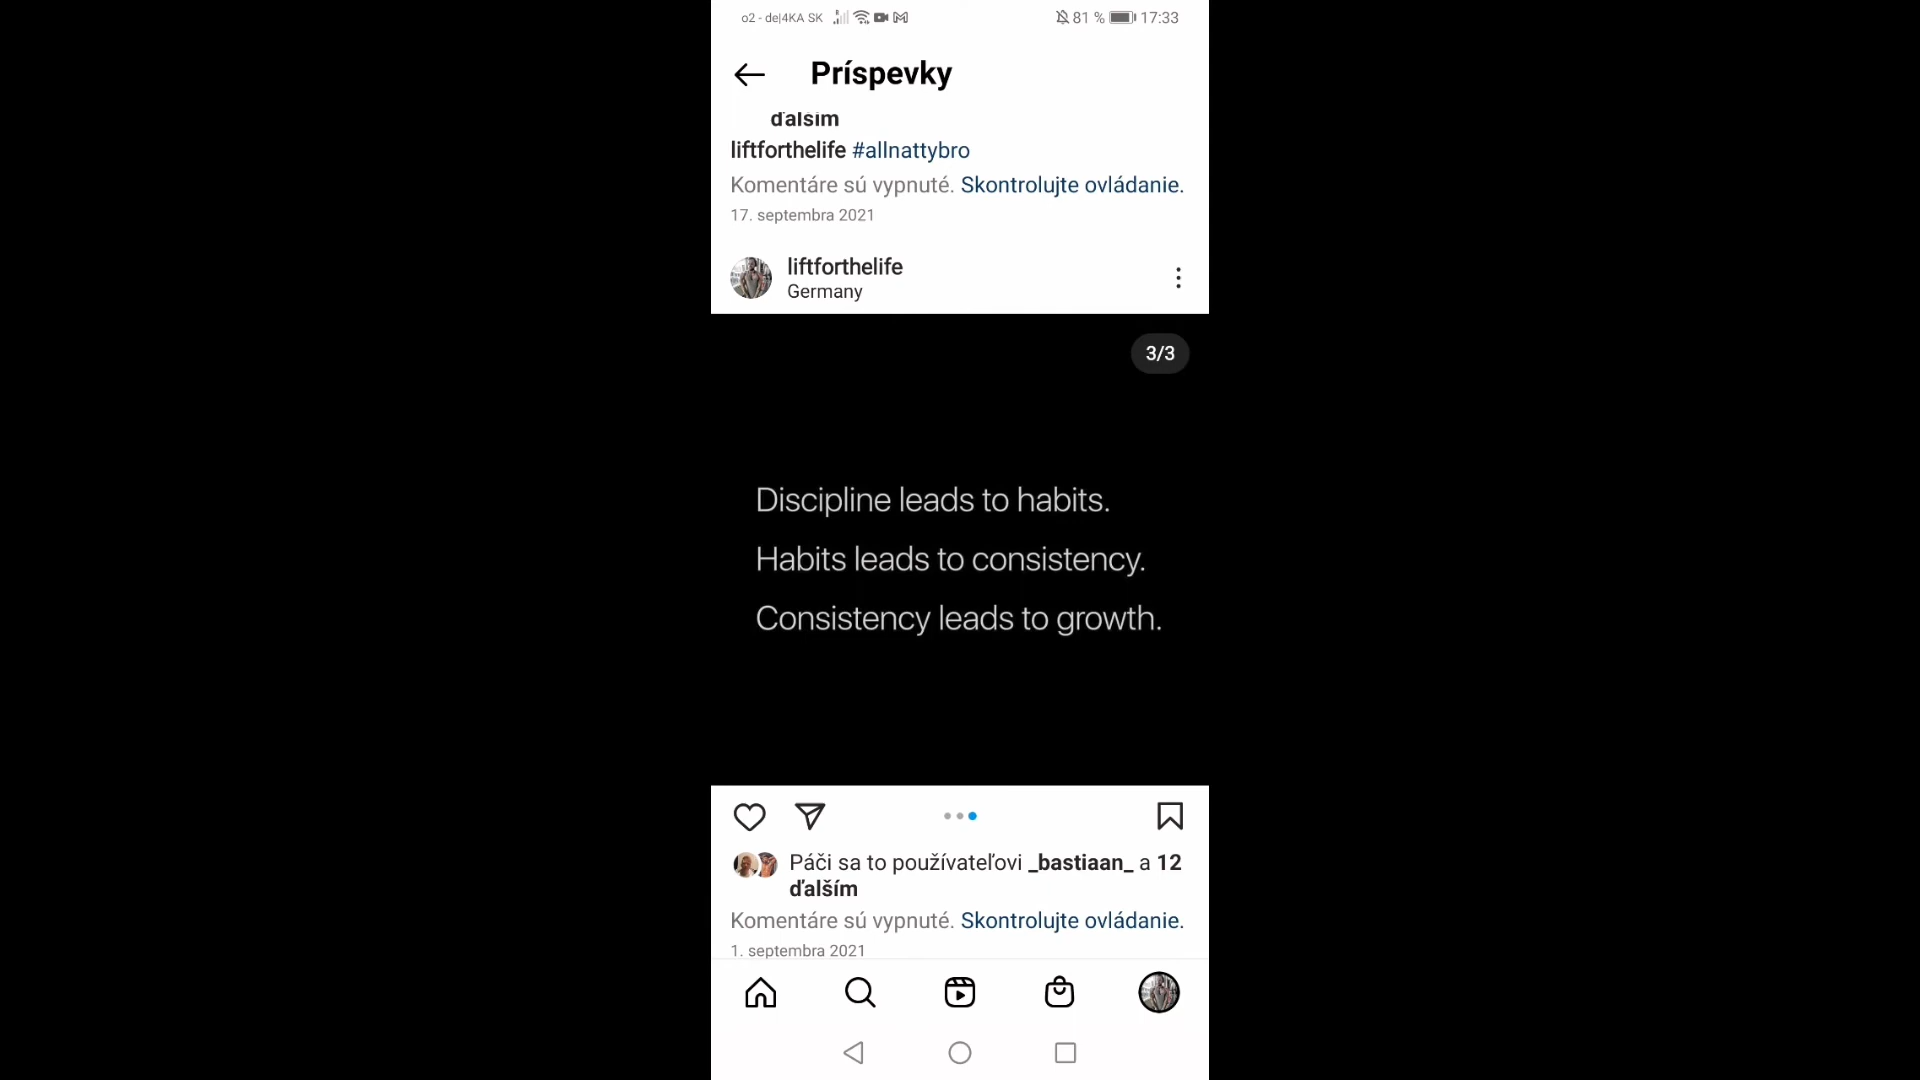 o2 - de|4KA SK 81 % 17:33
Príspevky
ďalším
liftforthelife #allnattybro
Komentáre sú vypnuté. Skontrolujte ovládanie.
17. septembra 2021
liftforthelife
Germany
3/3
Discipline leads to habits.
Habits leads to consistency.
Consistency leads to growth.
Páči sa to používateľovi _bastiaan_ a 12
ďalším
Komentáre sú vypnuté. Skontrolujte ovládanie.
1. septembra 2021